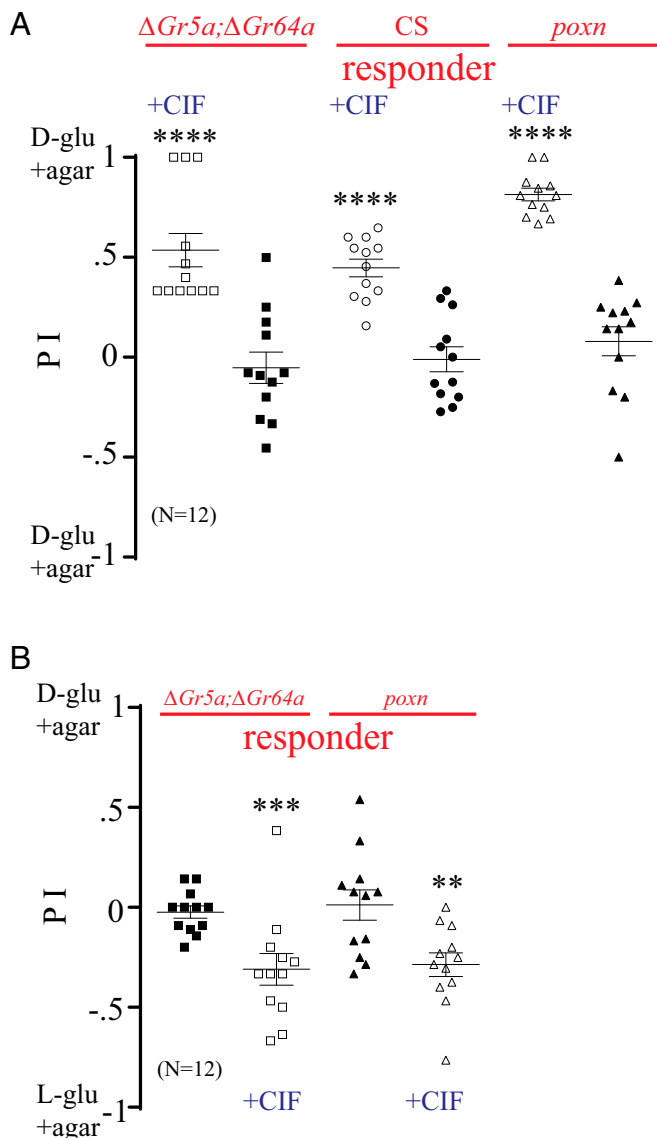 A
ΔGr5a;ΔGr64a CS poxn
responder
+CIF +CIF +CIF
D-glu
+agar
**** **** ****
1
.5
0
-.5
-1
P I
(N=12)
D-glu
+agar
B
D-glu
+agar
1
ΔGr5a;ΔGr64a poxn
responder
*** **
.5
0
-.5
-1
P I
(N=12)
+CIF +CIF
L-glu
+agar